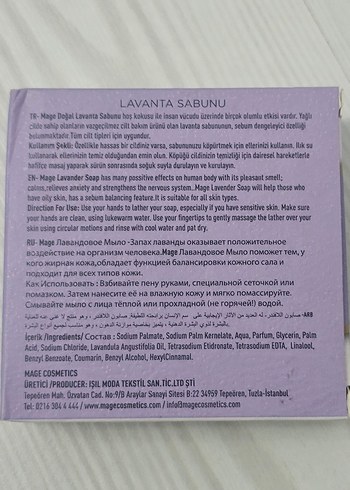 LAVANTA SABUNU
TR- Mage Doğal Lavanta Sabunu hoş kokusu ile insan vücudu üzerinde birçok olumlu etkisi vardır. Yağlı
cilde sahip olanların vazgeçilmez cilt bakım ürünü olan lavanta sabununun, sebum dengeleyici özelliği
bulunmaktadır.Tüm cilt tipleri için uygundur.
Kullanım Şekli: Özellikle hassas bir cildiniz varsa, sabununuzu köpürtmek için ellerinizi kullanın. Ilık su
kullanarak ellerinizin temiz olduğundan emin olun. Köpüğü cildinizin temizliği için dairesel hareketlerle
hafifçe masaj yaparak sürün sonrasında soğuk suyla durulayın ve kurulayın.
EN- Mage Lavender Soap has many possitive effects on human body with its pleasant smell;
calms,relieves anxiety and strengthens the nervous system..Mage Lavender Soap will help those who
have oily skin, has a sebum balancing feature.It is suitable for all skin types.
Direction For Use: Use your hands to lather your soap, especially if you have sensitive skin. Make sure
your hands are clean, using lukewarm water. Use your fingertips to gently massage the lather over your
skin using circular motions and rinse with cool water and pat dry.
RU- Mage Лавандовое Мыло -Запах лаванды оказывает положительное
воздействие на организм человека.Mage Лавандовое Мыло поможет тем, у
кого жирная кожа,обладает функцией балансировки кожного сала и
подходит для всех типов кожи.
Как Использовать : Взбивайте пену руками, специальной сеточкой или
помазком. Затем нанесите её на влажную кожу и мягко помассируйте.
Смывайте мыло с лица тёплой или прохладной (не горячей!) водой.
İçerik /Ingredients/ Состав : Sodium Palmate, Sodium Palm Kernelate, Aqua, Parfum, Glycerin, Palm
Acid, Sodium Chloride, Lavandula Angustifolia Oil, Tetrasodium Etidronate, Tetrasodium EDTA, Linalool,
Benzyl Benzoate, Coumarin, Benzyl Alcohol, HexylCinnamal.
MAGE COSMETICS
ÜRETİCİ /PRODUCER: IŞIL MODA TEKSTİL SAN.TİC.LTD ŞTİ
Tepeören Mah. Özvatan Cad. No:9/B Araylar Sanayi Sitesi B:22 34959 Tepeören, Tuzla-İstanbul
Tel: 0216 304 4 444 / www.magecosmetics.com / info@magecosmetics.com